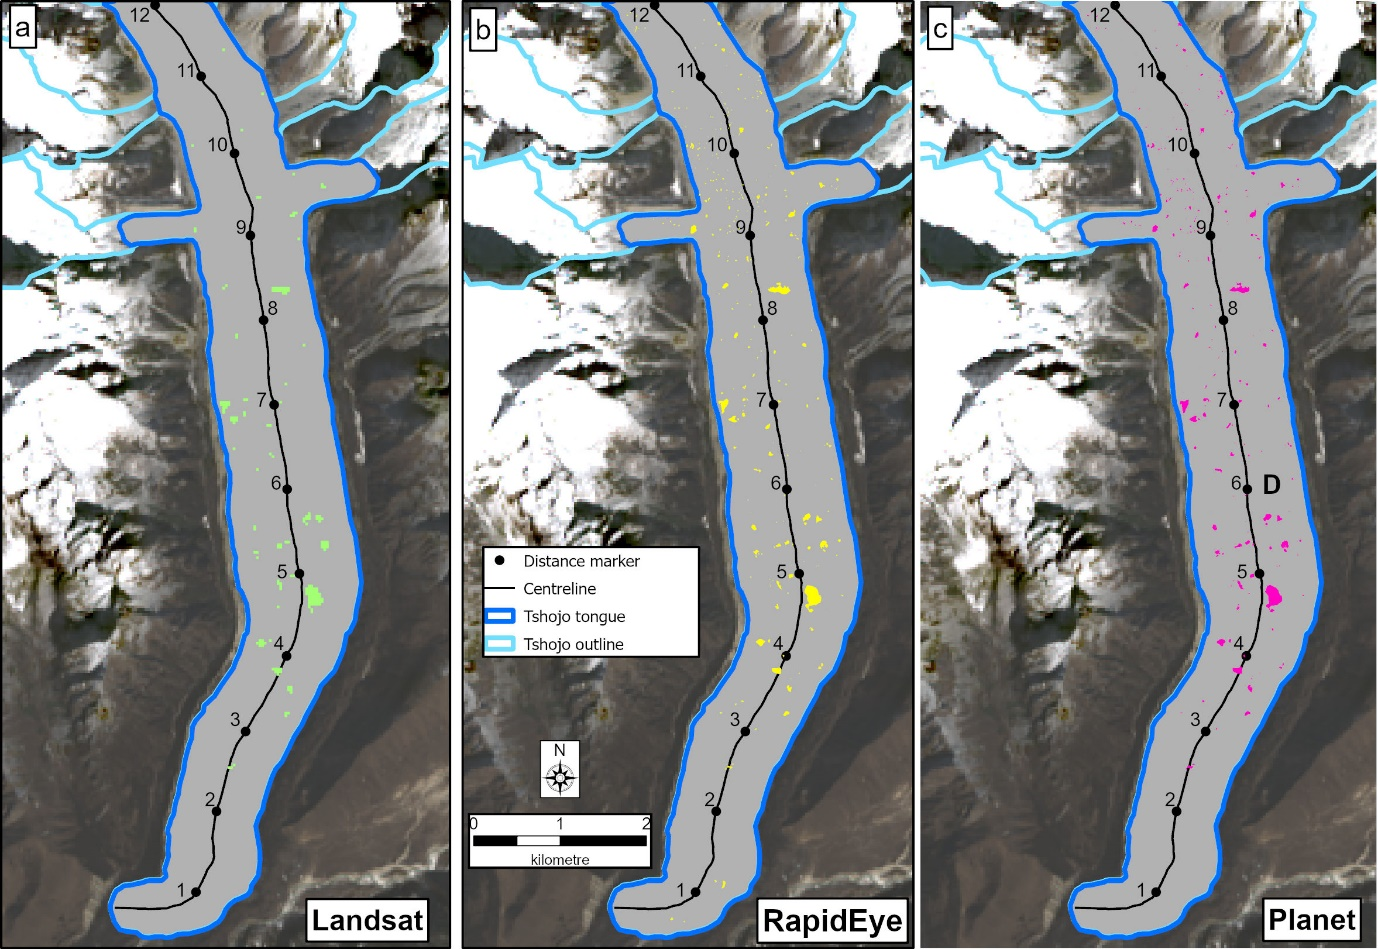 a
12
11
10
9
8
7
6
5
4
3
2
1
Landsat
b
12
11
10
9
8
7
6
5
4
3
2
1
Distance marker
Centreline
Tshojo tongue
Tshojo outline
N
0 1 2
kilometre
RapidEye
c
12
11
10
9
8
7
6 D
5
4
3
2
1
Planet